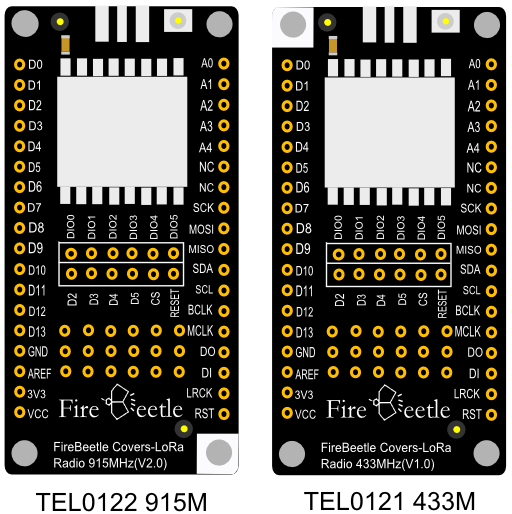 D0 A0
D1 A1
D2 A2
D3 A3
D4 A4
D5 NC
D6 NC
D7 SCK
D8 MOSI
D9 MISO
D10 SDA
D11 SCL
D12 BCLK
D13 MCLK
GND DO
AREF DI
3V3 LRCK
VCC RST
DIO0 DIO1 DIO2 DIO3 DIO4 DIO5
D2 D3 D4 D5 CS RESET
Fire eetle
FireBeetle Covers-LoRa
Radio 915MHz(V2.0)
TEL0122 915M
D0 A0
D1 A1
D2 A2
D3 A3
D4 A4
D5 NC
D6 NC
D7 SCK
D8 MOSI
D9 MISO
D10 SDA
D11 SCL
D12 BCLK
D13 MCLK
GND DO
AREF DI
3V3 LRCK
VCC RST
DIO0 DIO1 DIO2 DIO3 DIO4 DIO5
D2 D3 D4 D5 CS RESET
Fire eetle
FireBeetle Covers-LoRa
Radio 433MHz(V1.0)
TEL0121 433M